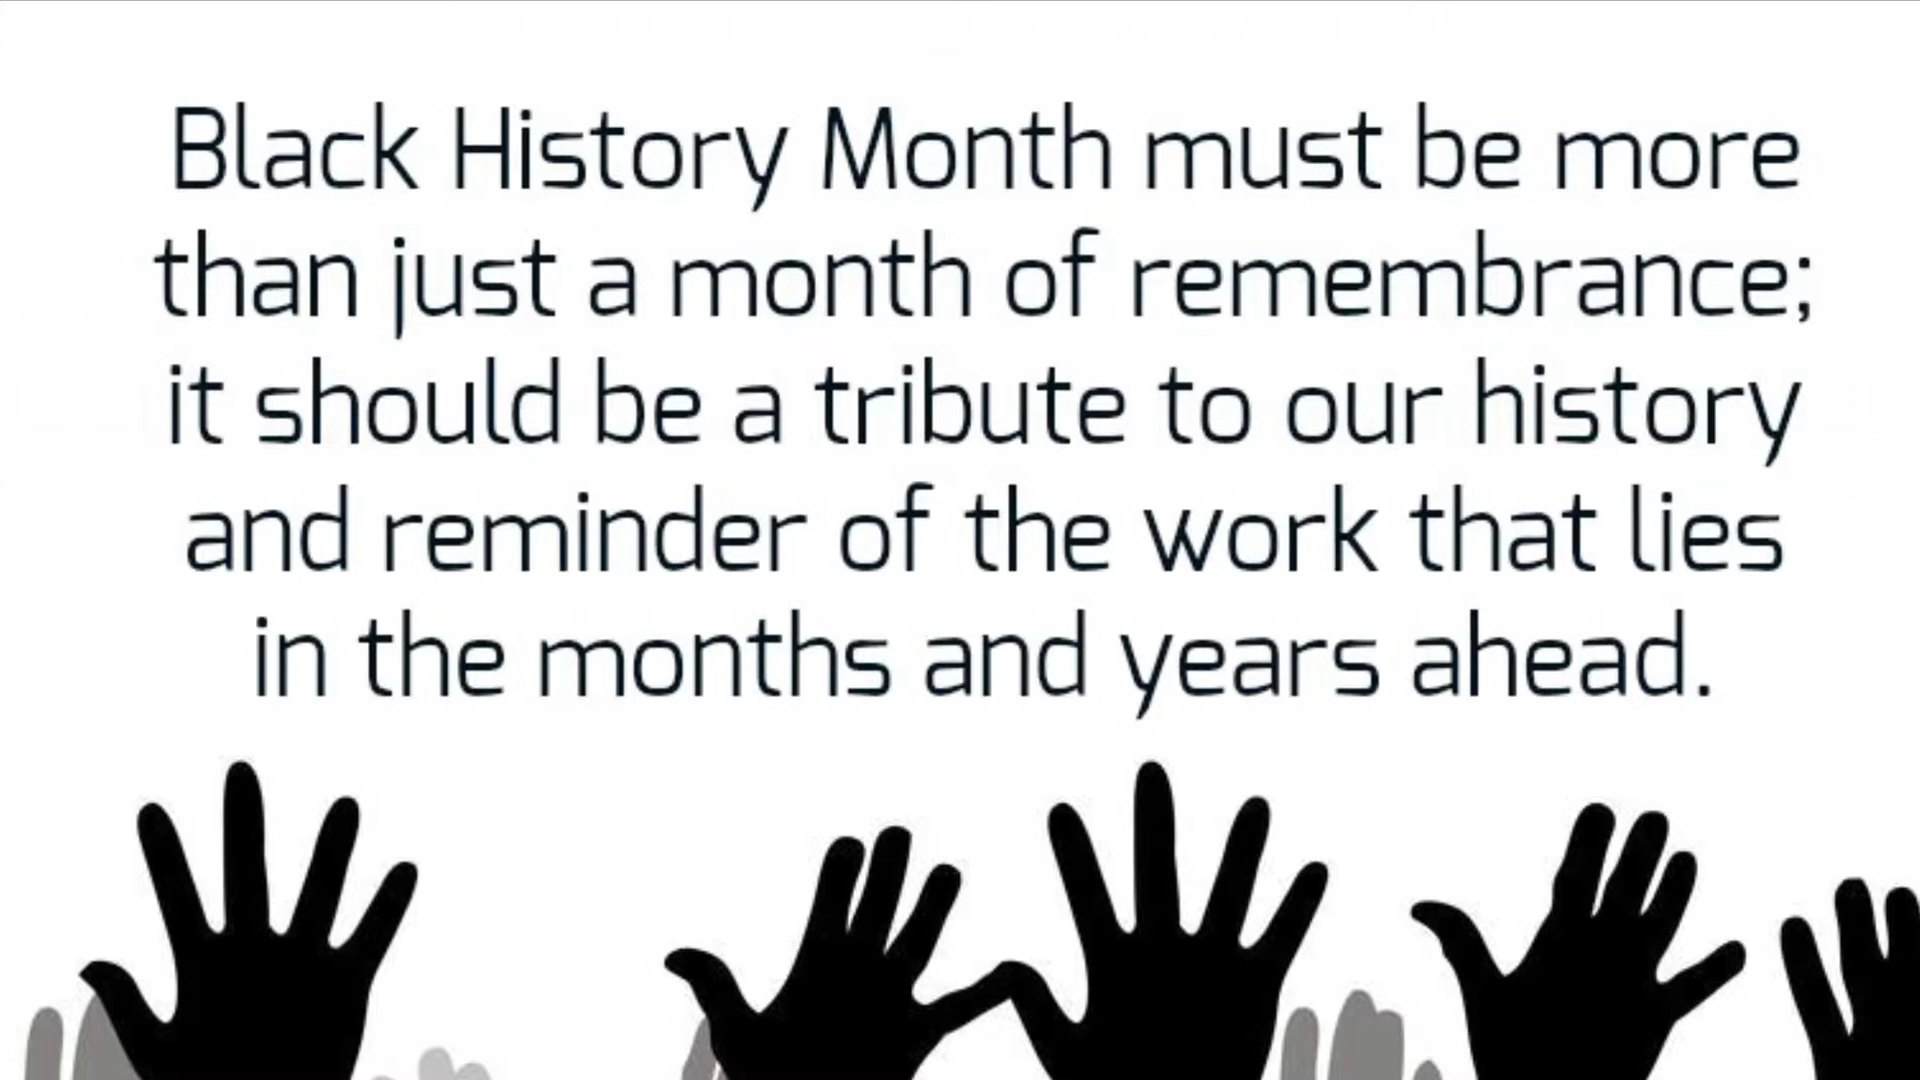 Black History Month must be more
than just a month of remembrance;
it should be a tribute to our history
and reminder of the work that lies
in the months and years ahead.